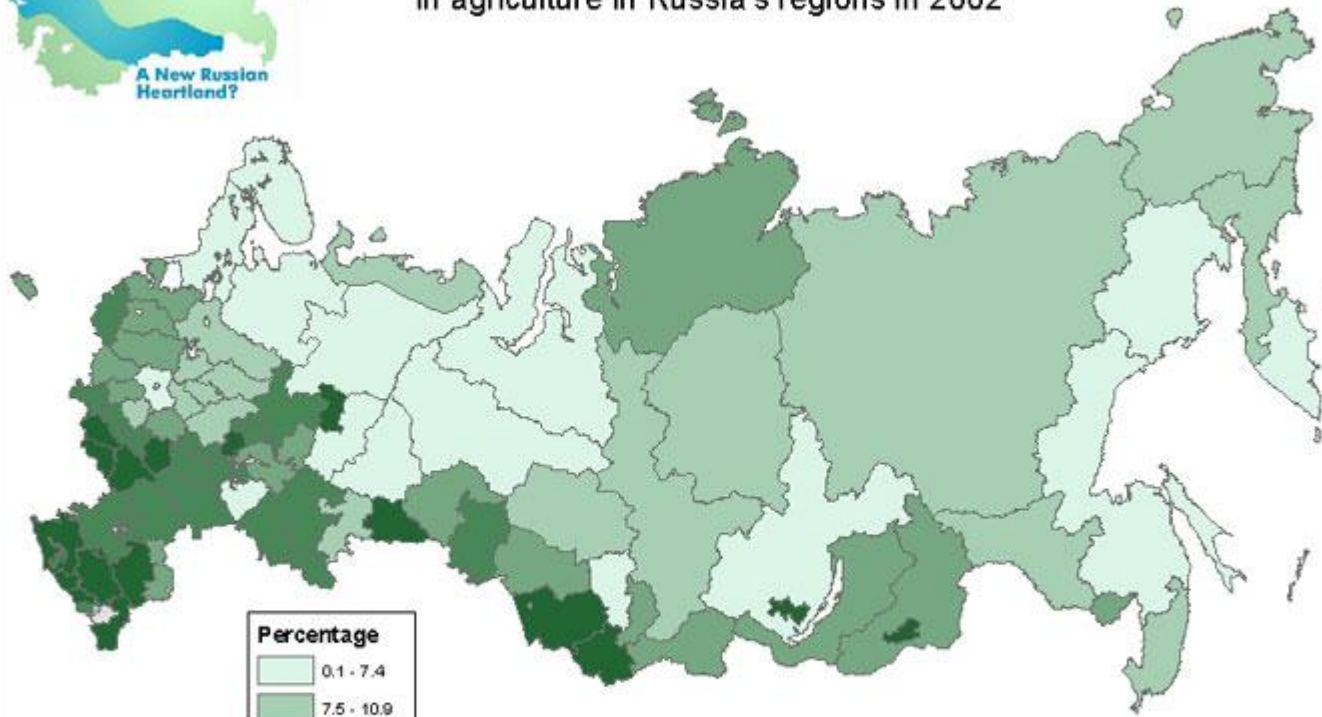 in agriculture in Russia's regions in 2002
A New Russian
Heartland?
Percentage
0.1 - 7.4
7.5 - 10.9